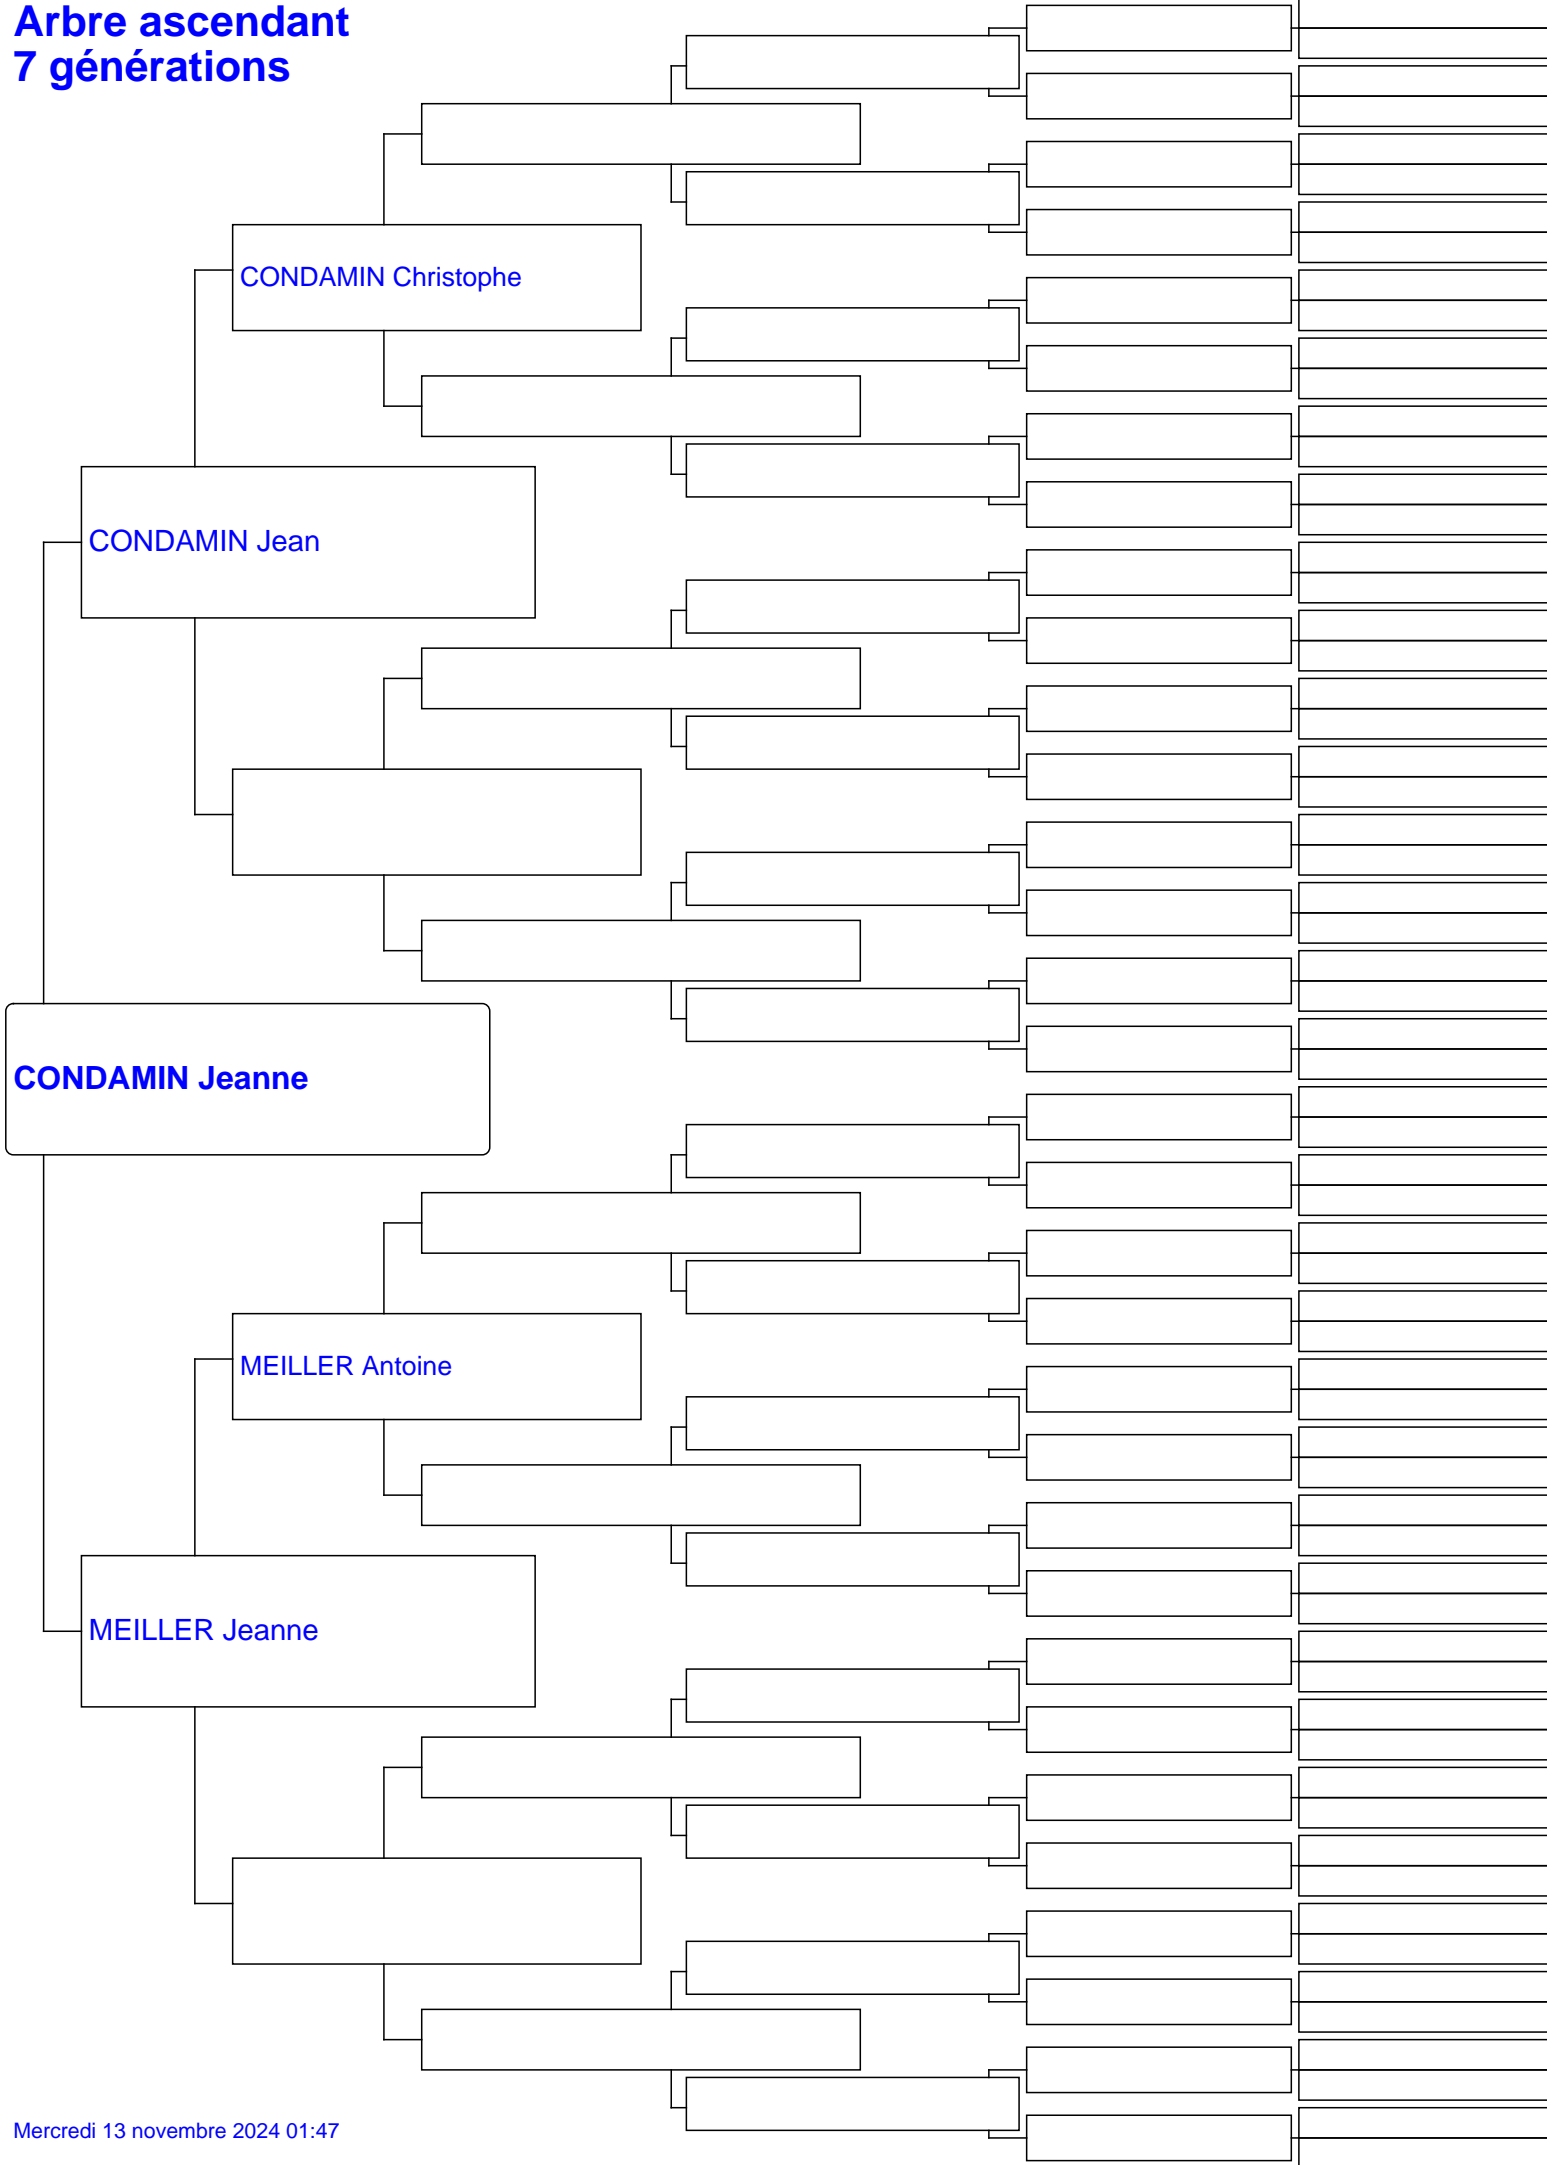 Arbre ascendant
7 générations
CONDAMIN Christophe
CONDAMIN Jean
CONDAMIN Jeanne
MEILLER Antoine
MEILLER Jeanne
Mercredi 13 novembre 2024 01:47